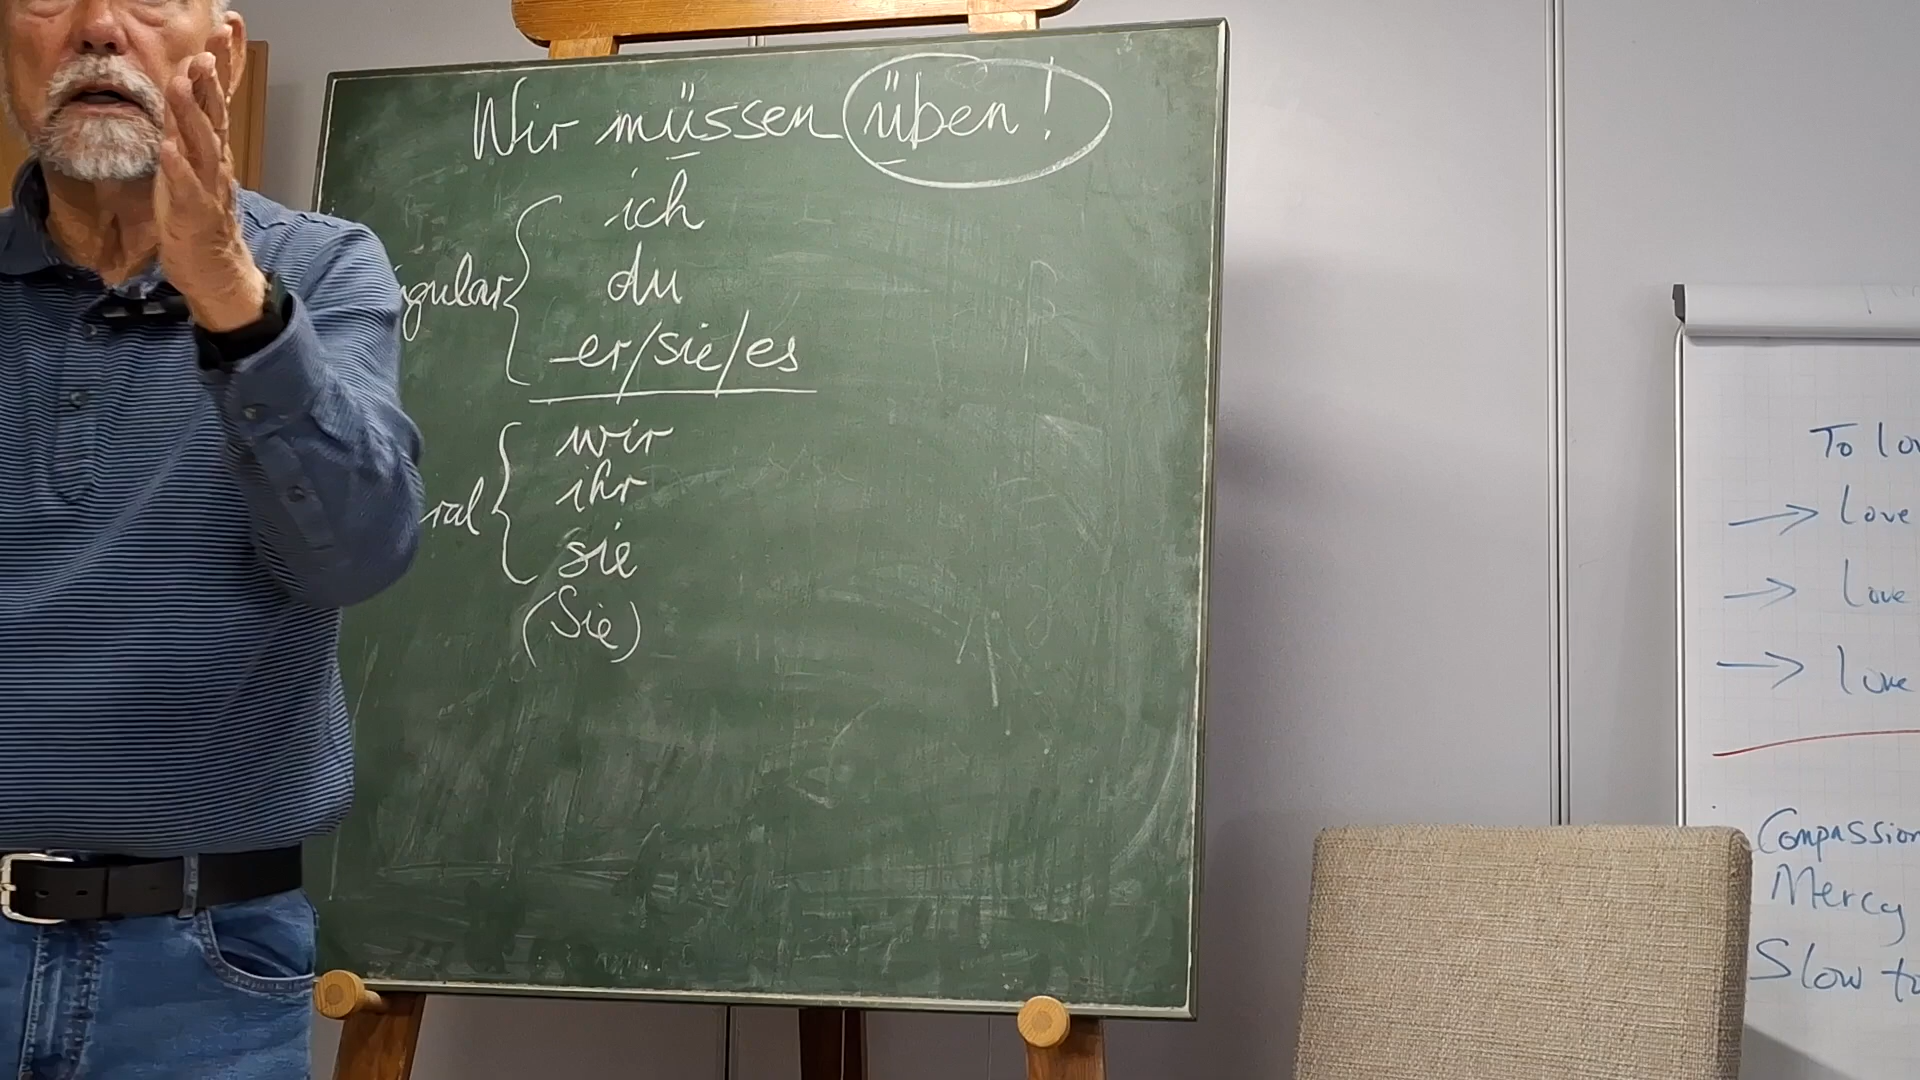 Wir müssen üben!
ich
du
-er/sie/es
wir
ihr
sie
(Sie)
To
→ Love
→ Love
→ Love
Compassion
Mercy
Slow to